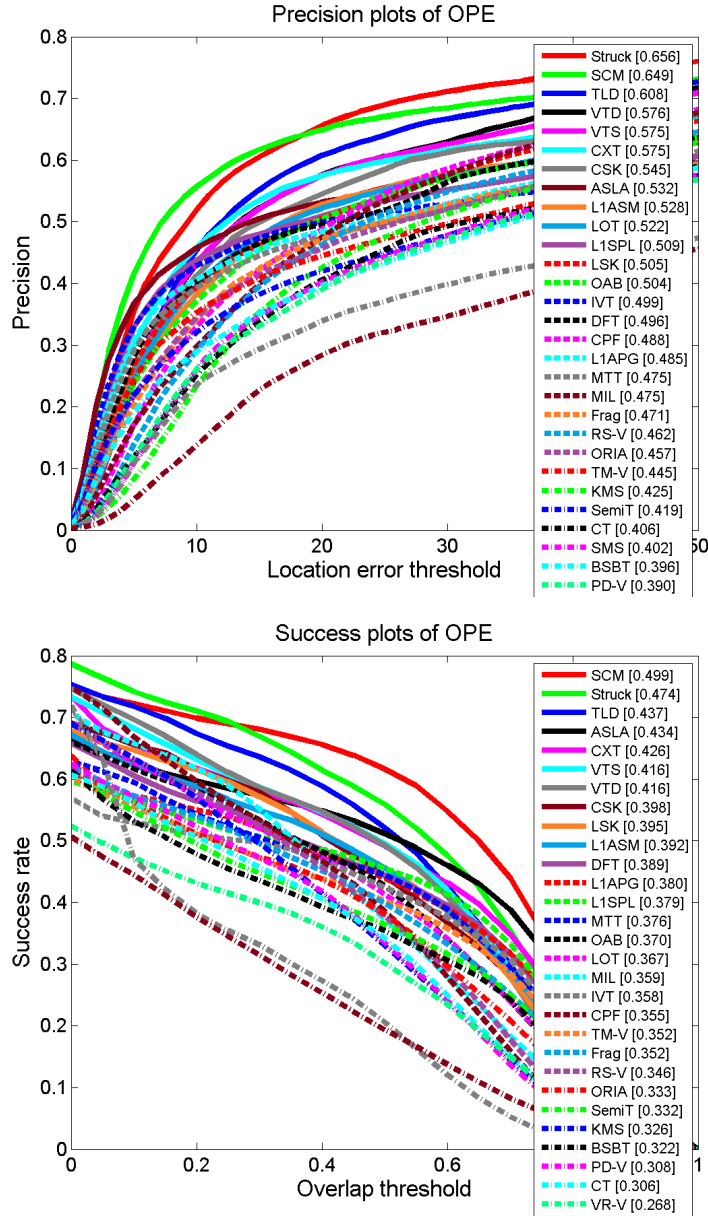 Precision plots of OPE
0.8
0.7
0.6
0.5
0.4
0.3
0.2
0.1
0
Precision
0
10
20
30
50
Location error threshold
Struck [0.656]
SCM [0.649]
TLD [0.608]
VTD [0.576]
VTS [0.575]
CXT [0.575]
CSK [0.545]
ASLA [0.532]
L1ASM [0.528]
LOT [0.522]
L1SPL [0.509]
LSK [0.505]
OAB [0.504]
IVT [0.499]
DFT [0.496]
CPF [0.488]
L1APG [0.485]
MTT [0.475]
MIL [0.475]
Frag [0.471]
RS-V [0.462]
ORIA [0.457]
TM-V [0.445]
KMS [0.425]
SemiT [0.419]
CT [0.406]
SMS [0.402]
BSBT [0.396]
PD-V [0.390]
Success plots of OPE
0.8
0.7
0.6
0.5
0.4
0.3
0.2
0.1
0
Success rate
0
0.2
0.4
0.6
1
Overlap threshold
SCM [0.499]
Struck [0.474]
TLD [0.437]
ASLA [0.434]
CXT [0.426]
VTS [0.416]
VTD [0.416]
CSK [0.398]
LSK [0.395]
L1ASM [0.392]
DFT [0.389]
L1APG [0.380]
L1SPL [0.379]
MTT [0.376]
OAB [0.370]
LOT [0.367]
MIL [0.359]
IVT [0.358]
CPF [0.355]
TM-V [0.352]
Frag [0.352]
RS-V [0.346]
ORIA [0.333]
SemiT [0.332]
KMS [0.326]
BSBT [0.322]
PD-V [0.308]
CT [0.306]
VR-V [0.268]